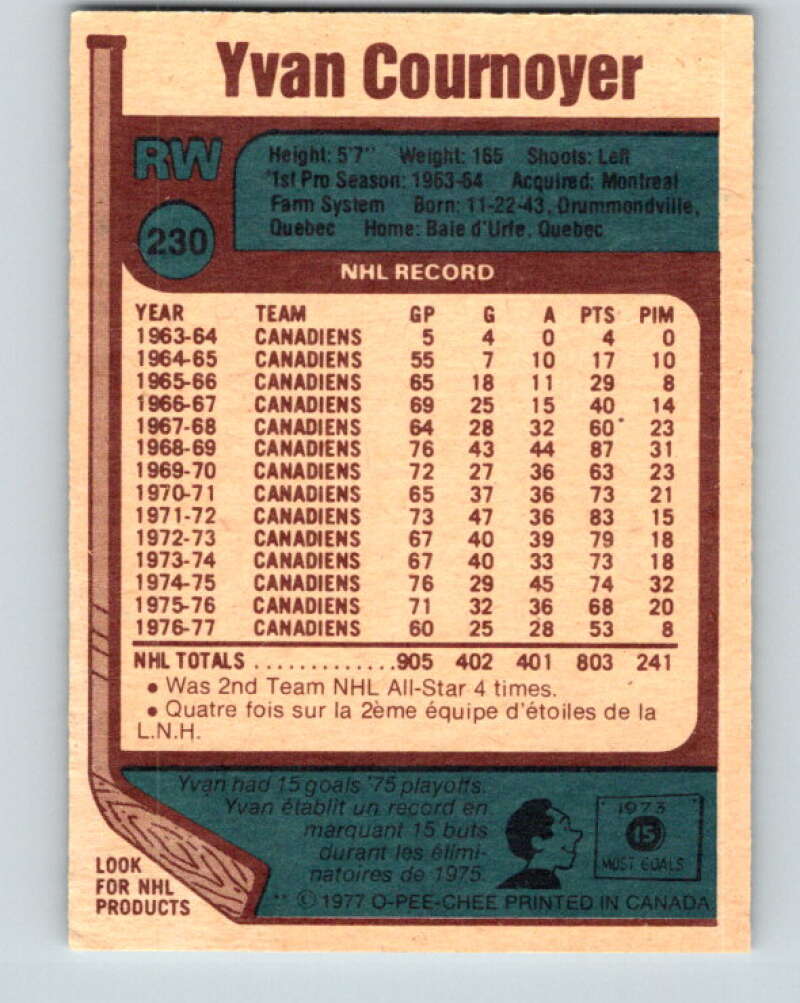 Yvan Cournoyer
RW
230
Height: 5'7" Weight: 165 Shoots: Left
1st Pro Season: 1963-64 Acquired: Montreal
Farm System Born: 11-22-43, Drummondville,
Quebec Home: Baie d'Urfe, Quebec
NHL RECORD
YEAR TEAM GP G A PTS PIM
1963-64 CANADIENS 5 4 0 4 0
1964-65 CANADIENS 55 7 10 17 10
1965-66 CANADIENS 65 18 11 29 8
1966-67 CANADIENS 69 25 15 40 14
1967-68 CANADIENS 64 28 32 60 23
1968-69 CANADIENS 76 43 44 87 31
1969-70 CANADIENS 72 27 36 63 23
1970-71 CANADIENS 65 37 36 73 21
1971-72 CANADIENS 73 47 36 83 15
1972-73 CANADIENS 67 40 39 79 18
1973-74 CANADIENS 67 40 33 73 18
1974-75 CANADIENS 76 29 45 74 32
1975-76 CANADIENS 71 32 36 68 20
1976-77 CANADIENS 60 25 28 53 8
NHL TOTALS .............905 402 401 803 241
• Was 2nd Team NHL All-Star 4 times.
• Quatre fois sur la 2ème équipe d'étoiles de la
L.N.H.
Yvan had 15 goals '75 playoffs.
Yvan établit un record en
marquant 15 buts
durant les élimi-
natoires de 1975.
1973
15
MOST GOALS
LOOK
FOR NHL
PRODUCTS
** © 1977 O-PEE-CHEE PRINTED IN CANADA